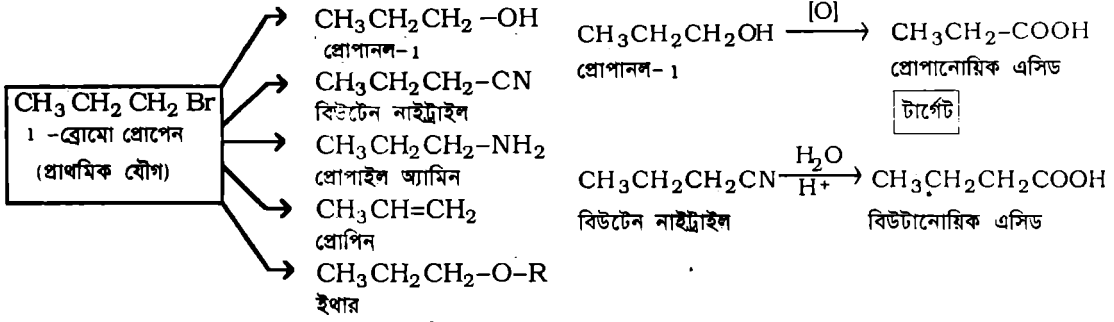 CH₃CH₂CH₂Br
1 -ব্রোমো প্রোপেন
(প্রাথমিক যৌগ)
CH₃CH₂CH₂-OH
প্রোপানল-1
CH₃CH₂CH₂-CN
বিউটেন নাইট্রাইল
CH₃CH₂CH₂-NH₂
প্রোপাইল অ্যামিন
CH₃CH=CH₂
প্রোপিন
CH₃CH₂CH₂-O-R
ইথার
CH₃CH₂CH₂OH [O] CH₃CH₂-COOH
প্রোপানল-1 প্রোপানোয়িক এসিড
টার্গেট
CH₃CH₂CH₂CN H₂O H⁺ CH₃CH₂CH₂COOH
বিউটেন নাইট্রাইল বিউটানোয়িক এসিড